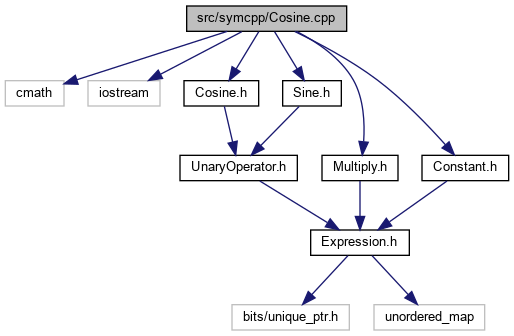 src/symcpp/Cosine.cpp
cmath
iostream
Cosine.h
Sine.h
UnaryOperator.h
Multiply.h
Constant.h
Expression.h
bits/unique_ptr.h
unordered_map